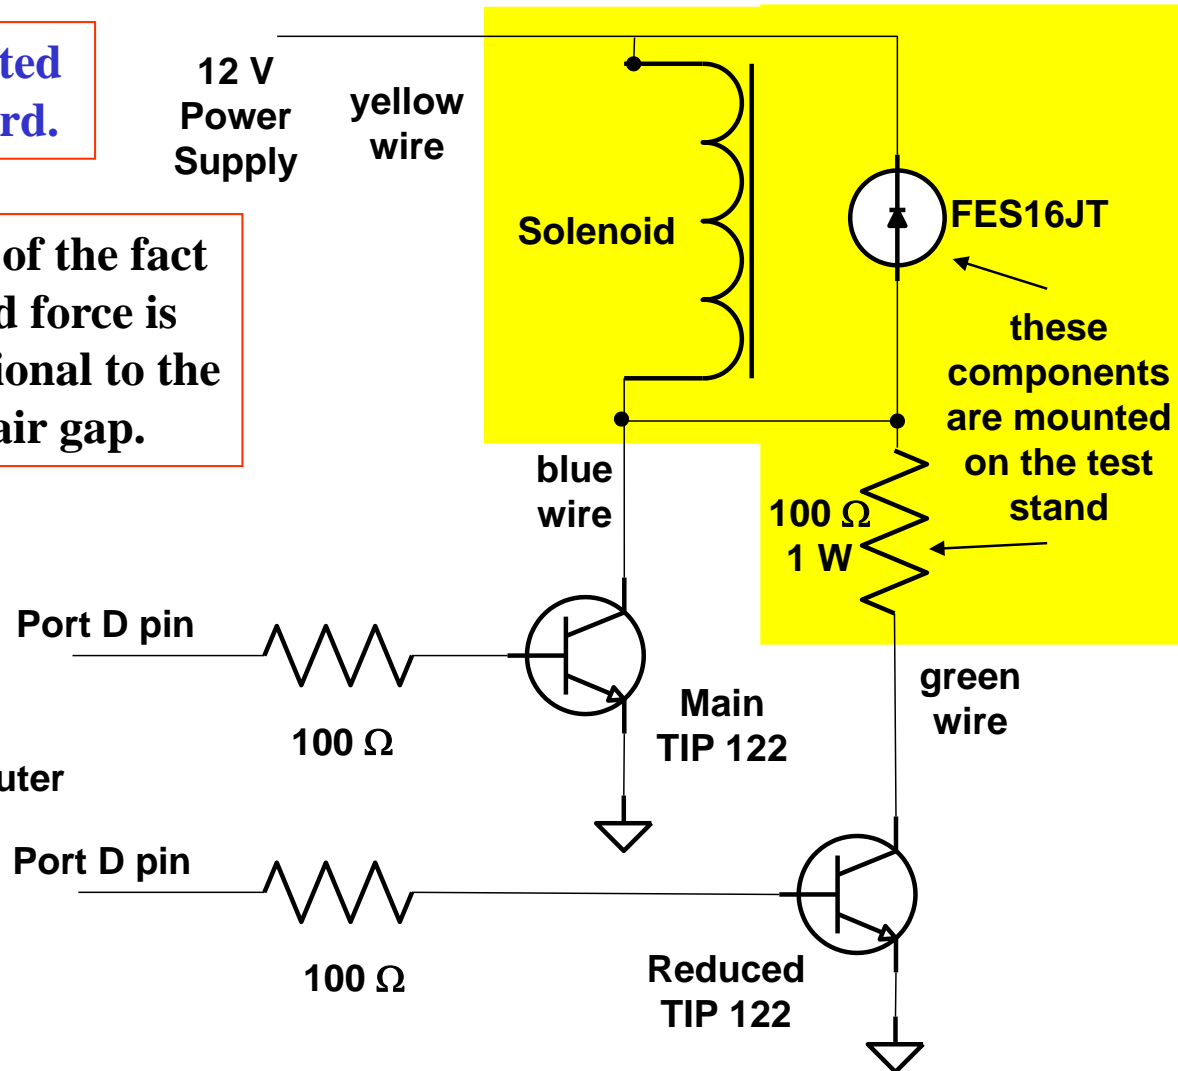 ted
rd.
12 V
Power
Supply
yellow
wire
of the fact
d force is
ional to the
air gap.
Solenoid
FES16JT
these
components
are mounted
on the test
stand
blue
wire
100 Ω
1 W
Port D pin
100 Ω
Main
TIP 122
green
wire
uter
Port D pin
100 Ω
Reduced
TIP 122